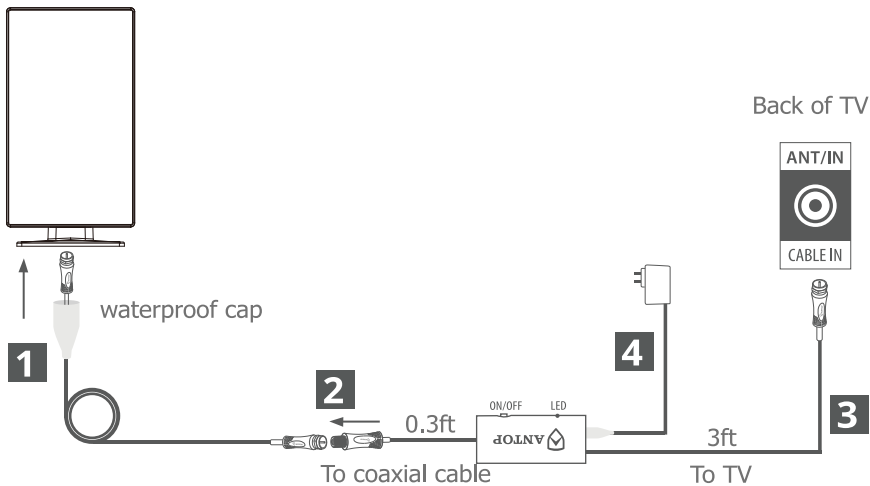 Back of TV
ANT/IN
CABLE IN
waterproof cap
1
4
2
ON/OFF LED
0.3ft
ANTOP
3ft
3
To coaxial cable
To TV